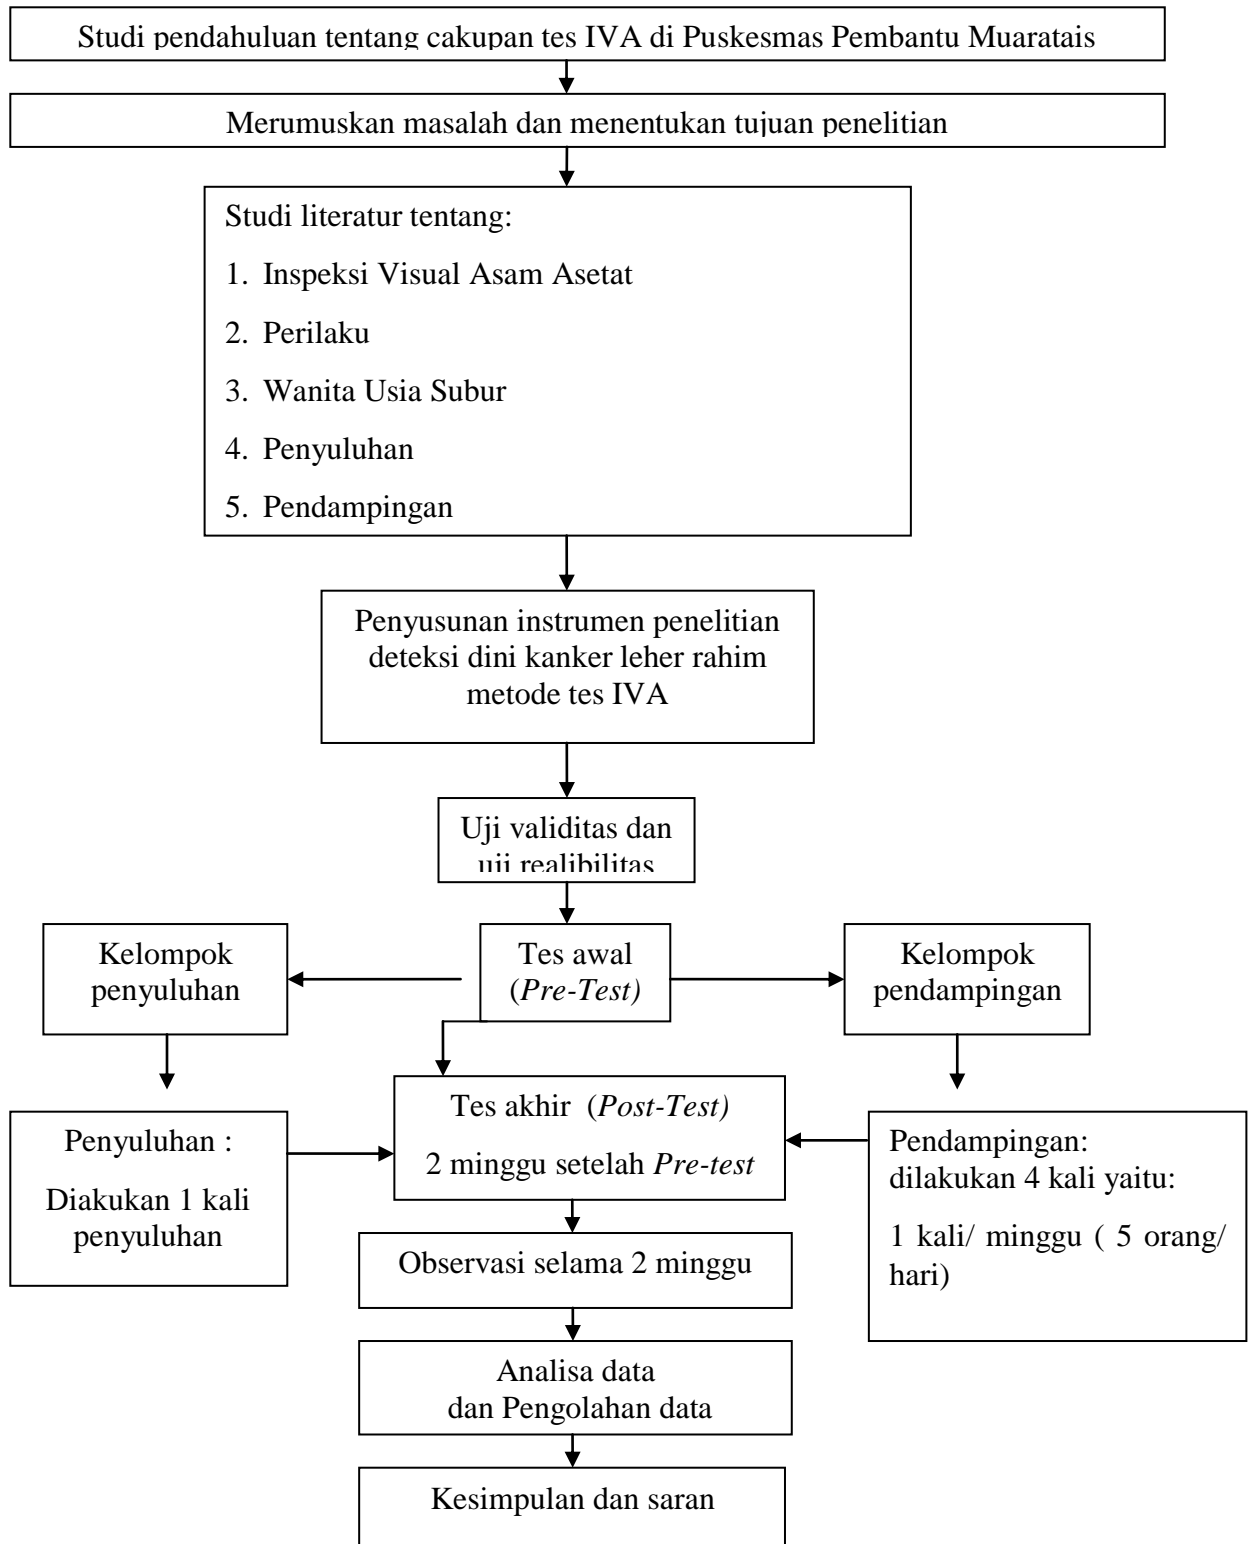 Studi pendahuluan tentang cakupan tes IVA di Puskesmas Pembantu Muaratais
Merumuskan masalah dan menentukan tujuan penelitian
Studi literatur tentang:
1. Inspeksi Visual Asam Asetat
2. Perilaku
3. Wanita Usia Subur
4. Penyuluhan
5. Pendampingan
Penyusunan instrumen penelitian
deteksi dini kanker leher rahim
metode tes IVA
Uji validitas dan
uji realibilitas
Kelompok
penyuluhan
Tes awal
(Pre-Test)
Kelompok
pendampingan
Penyuluhan :
Diakukan 1 kali
penyuluhan
Tes akhir (Post-Test)
2 minggu setelah Pre-test
Pendampingan:
dilakukan 4 kali yaitu:
1 kali/ minggu ( 5 orang/
hari)
Observasi selama 2 minggu
Analisa data
dan Pengolahan data
Kesimpulan dan saran